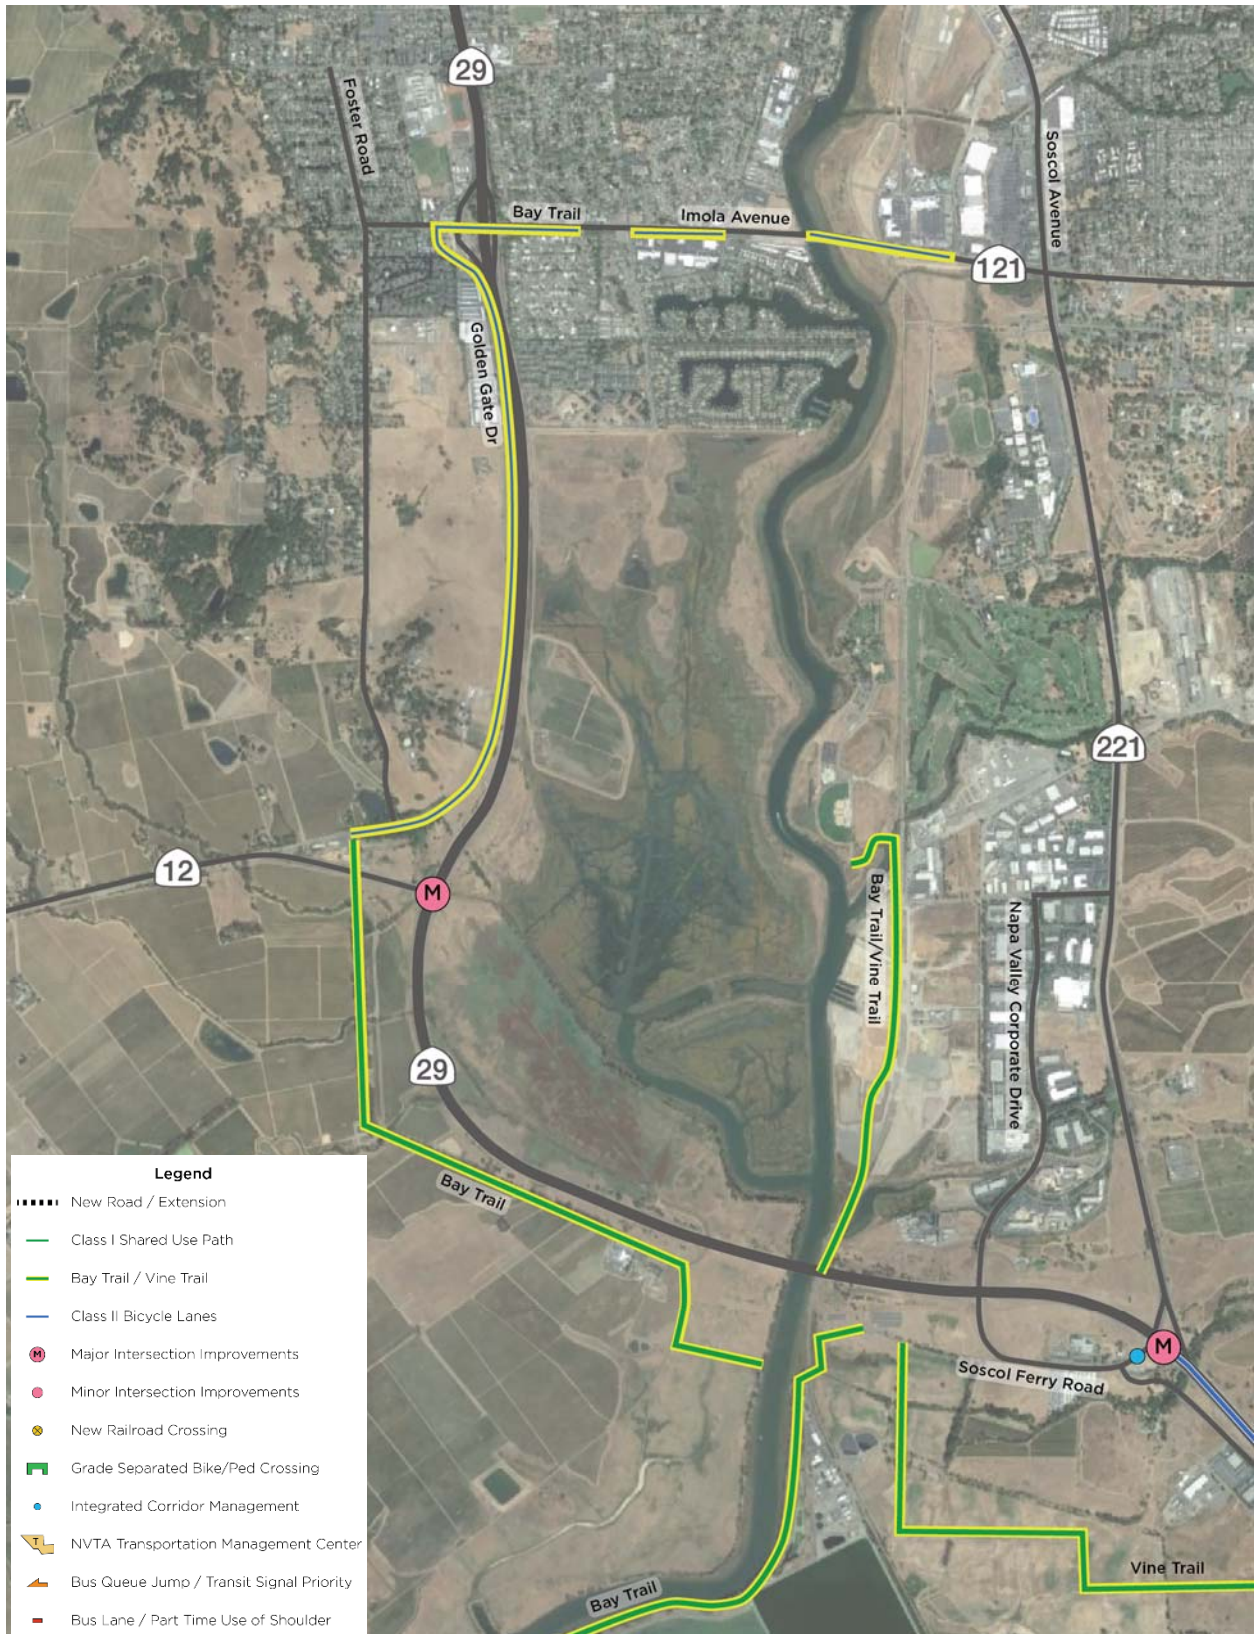 29
Foster Road
Soscol Avenue
Bay Trail
Imola Avenue
121
Golden Gate Dr
221
12
M
Bay Trail/Vine Trail
Napa Valley Corporate Drive
29
Bay Trail
M
Soscol Ferry Road
Vine Trail
Bay Trail
Legend
New Road / Extension
Class I Shared Use Path
Bay Trail / Vine Trail
Class II Bicycle Lanes
M Major Intersection Improvements
Minor Intersection Improvements
New Railroad Crossing
Grade Separated Bike/Ped Crossing
Integrated Corridor Management
T NVTA Transportation Management Center
Bus Queue Jump / Transit Signal Priority
Bus Lane / Part Time Use of Shoulder